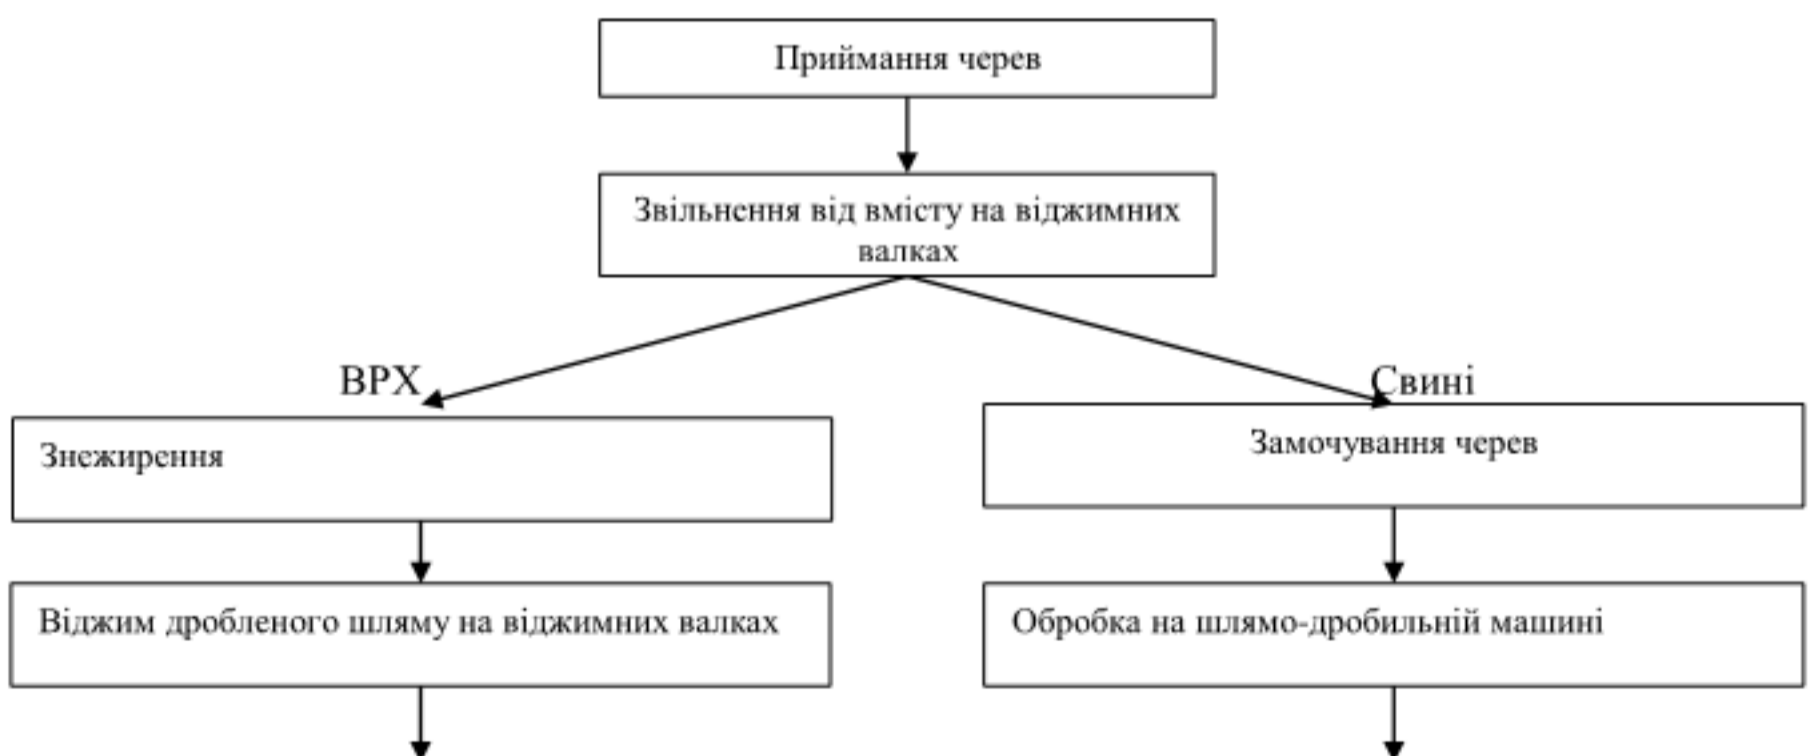 Приймання черев
Звільнення від вмісту на віджимних
валках
ВРХ
Свині
Знежирення
Замочування черев
Віджим дробленого шляму на віджимних валках
Обробка на шлямо-дробильній машині